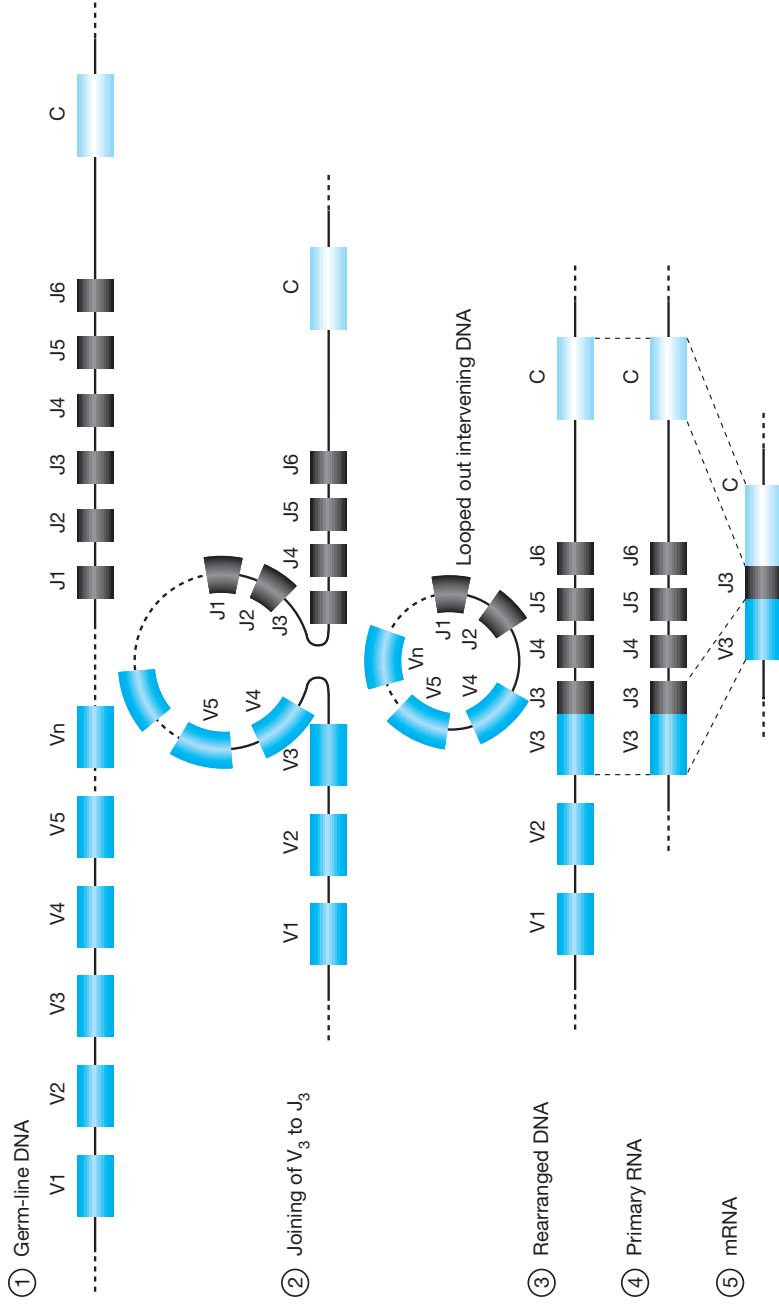 1 Germ-line DNA
V1 V2 V3 V4 V5 Vn J1 J2 J3 J4 J5 J6 C
2 Joining of V3 to J3
V5 J1
V4 J2
J3
V1 V2 V3 J4 J5 J6 C
Vn J1 Looped out intervening DNA
V5 J2
V4
3 Rearranged DNA
V1 V2 V3 J3 J4 J5 J6 C
4 Primary RNA
V3 J3 J4 J5 J6 C
5 mRNA
V3 J3 C